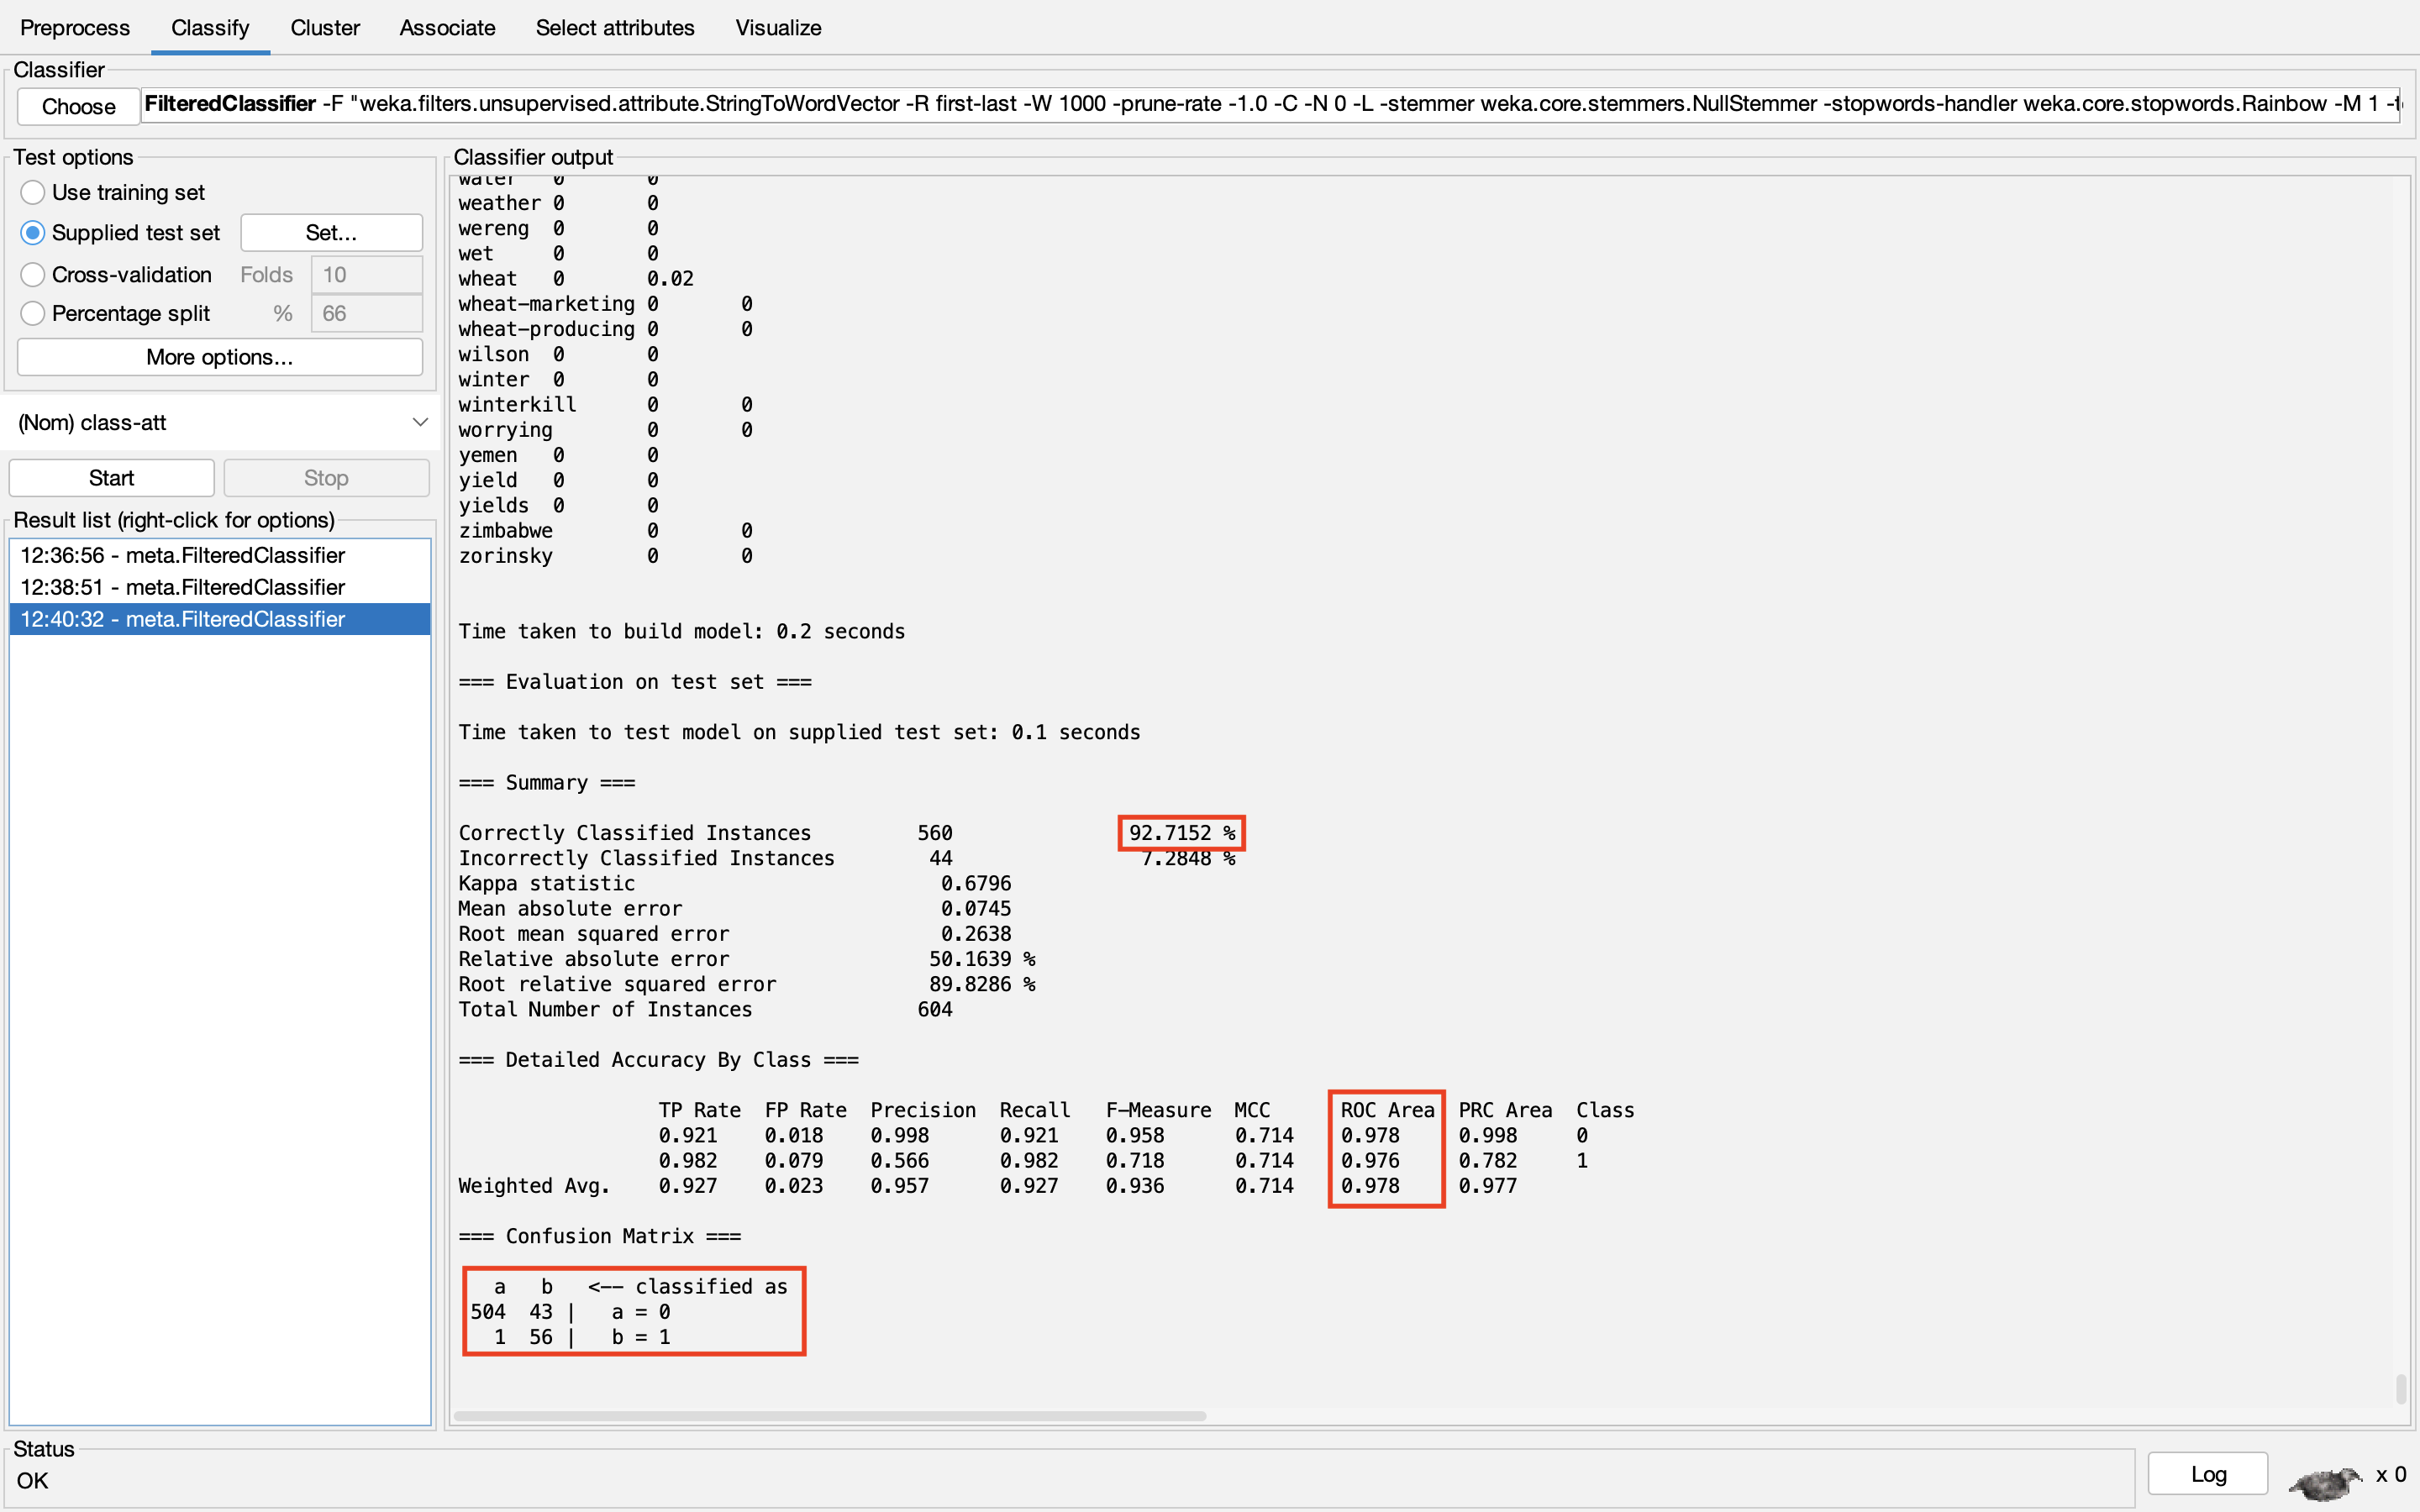 Preprocess Classify Cluster Associate Select attributes Visualize
Classifier
Choose FilteredClassifier -F "weka.filters.unsupervised.attribute.StringToWordVector -R first-last -W 1000 -prune-rate -1.0 -C -N 0 -L -stemmer weka.core.stemmers.NullStemmer -stopwords-handler weka.core.stopwords.Rainbow -M 1
Test options
Use training set
Supplied test set Set...
Cross-validation Folds 10
Percentage split % 66
More options...
(Nom) class-att
Start Stop
Result list (right-click for options)
12:36:56 - meta.FilteredClassifier
12:38:51 - meta.FilteredClassifier
12:40:32 - meta.FilteredClassifier
Classifier output
water 0 0
weather 0 0
wereng 0 0
wet 0 0
wheat 0 0.02
wheat-marketing 0 0
wheat-producing 0 0
wilson 0 0
winter 0 0
winterkill 0 0
worrying 0 0
yemen 0 0
yield 0 0
yields 0 0
zimbabwe 0 0
zorinsky 0 0
Time taken to build model: 0.2 seconds
=== Evaluation on test set ===
Time taken to test model on supplied test set: 0.1 seconds
=== Summary ===
Correctly Classified Instances 560 92.7152 %
Incorrectly Classified Instances 44 7.2848 %
Kappa statistic 0.6796
Mean absolute error 0.0745
Root mean squared error 0.2638
Relative absolute error 50.1639 %
Root relative squared error 89.8286 %
Total Number of Instances 604
=== Detailed Accuracy By Class ===
TP Rate FP Rate Precision Recall F-Measure MCC ROC Area PRC Area Class
0.921 0.018 0.998 0.921 0.958 0.714 0.978 0.998 0
0.982 0.079 0.566 0.982 0.718 0.714 0.976 0.782 1
Weighted Avg. 0.927 0.023 0.957 0.927 0.936 0.714 0.978 0.977
=== Confusion Matrix ===
a b <-- classified as
504 43 | a = 0
1 56 | b = 1
Status
OK
Log x 0